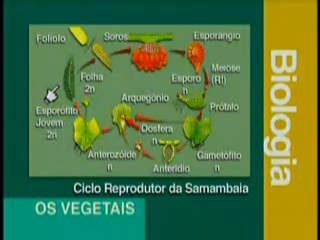 Folíolo
Soros
Esporângio
Meiose
(R!)
Folha
2n
Esporo
n
Arquegônio
Prótalo
Esporófito
Jovem
2n
Oosfera
n
Anterozóide
n
Anterídio
Gametófito
n
Ciclo Reprodutor da Samambaia
OS VEGETAIS
Biologia